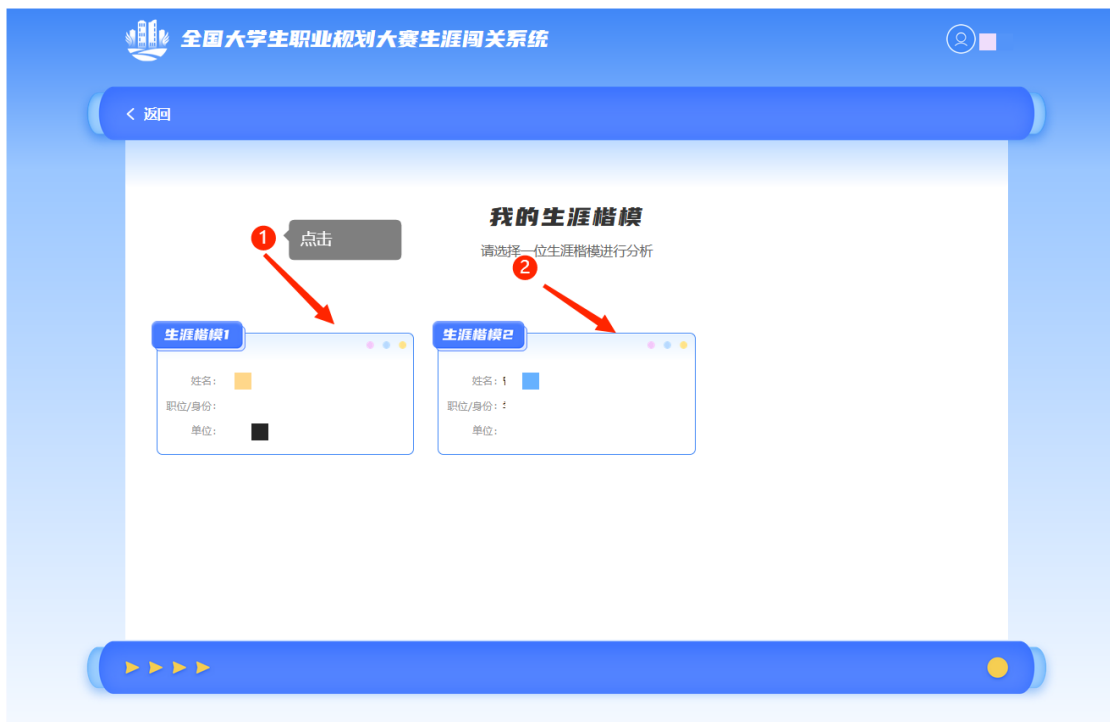 全国大学生职业规划大赛生涯闯关系统
返回
我的生涯楷模
1 点击
请选择一位生涯楷模进行分析
2
生涯楷模1
姓名：
职位/身份：
单位：
生涯楷模2
姓名：
职位/身份：
单位：